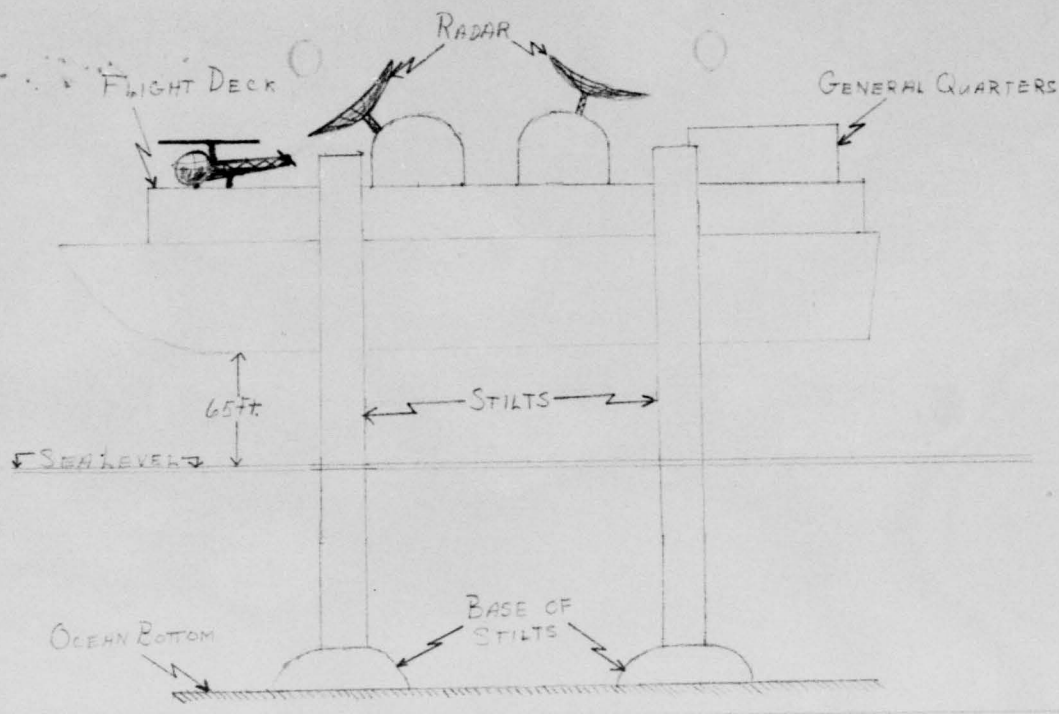 RADAR
FLIGHT DECK
GENERAL QUARTERS
65 FT.
STILTS
SEA LEVEL
BASE OF
STILTS
OCEAN BOTTOM